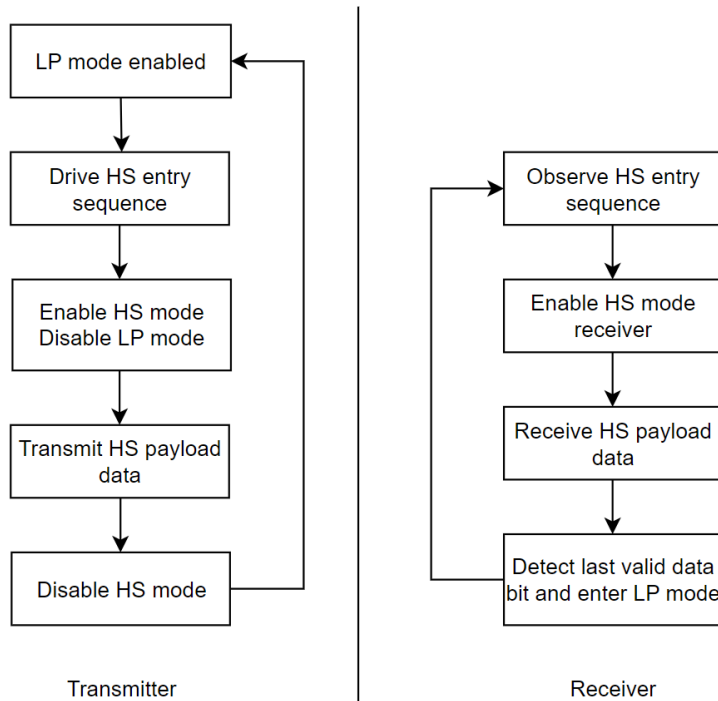 LP mode enabled
Drive HS entry
sequence
Enable HS mode
Disable LP mode
Transmit HS payload
data
Disable HS mode
Transmitter
Observe HS entry
sequence
Enable HS mode
receiver
Receive HS payload
data
Detect last valid data
bit and enter LP mode
Receiver